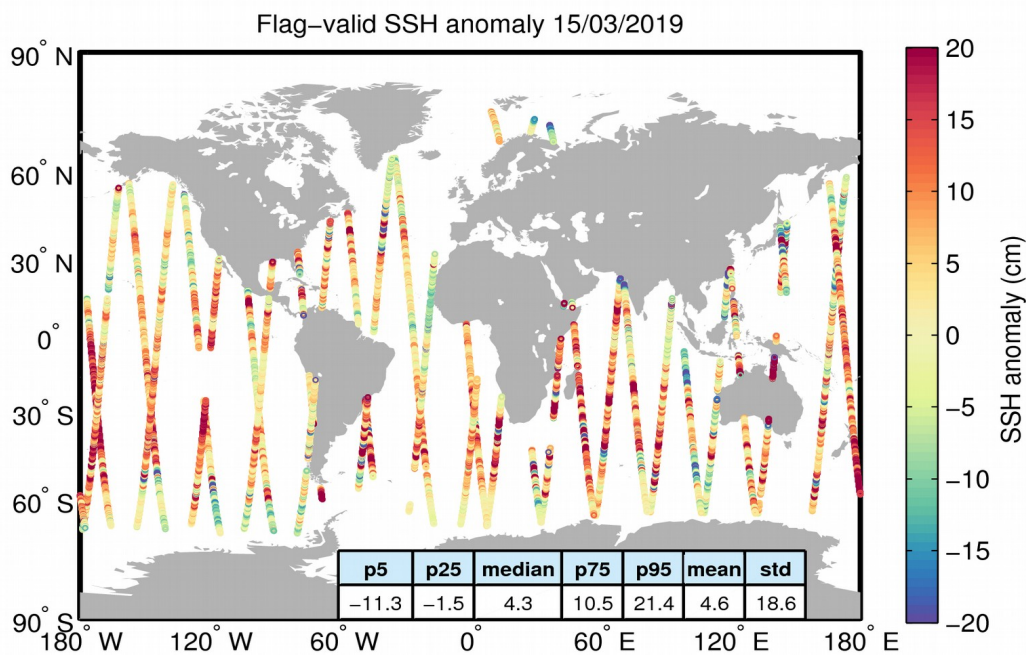 Flag−valid SSH anomaly 15/03/2019
90° N
60° N
30° N
0°
30° S
60° S
90° S
180° W 120° W 60° W 0° 60° E 120° E 180° E
p5 p25 median p75 p95 mean std
−11.3 −1.5 4.3 10.5 21.4 4.6 18.6
20
15
10
5
0
−5
−10
−15
−20
SSH anomaly (cm)